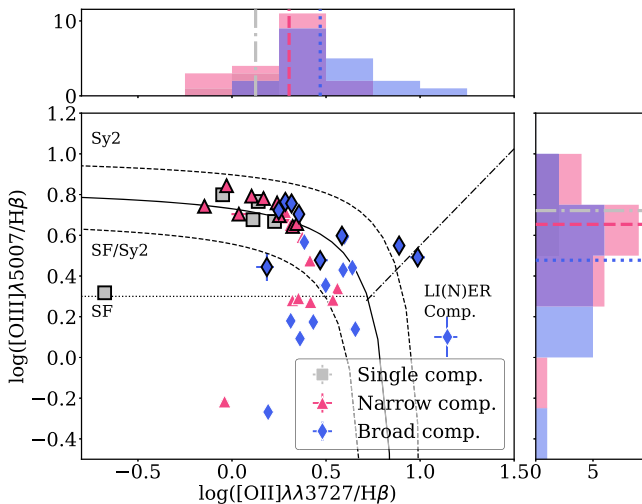 10
5
0
1.2
1.0
0.8
0.6
0.4
0.2
0.0
−0.2
−0.4
log([OIII]λ5007/Hβ)
Sy2
SF/Sy2
SF
LI(N)ER
Comp.
Single comp.
Narrow comp.
Broad comp.
−0.5
0.0
0.5
1.0
1.5
log([OII]λλ3727/Hβ)
0
5